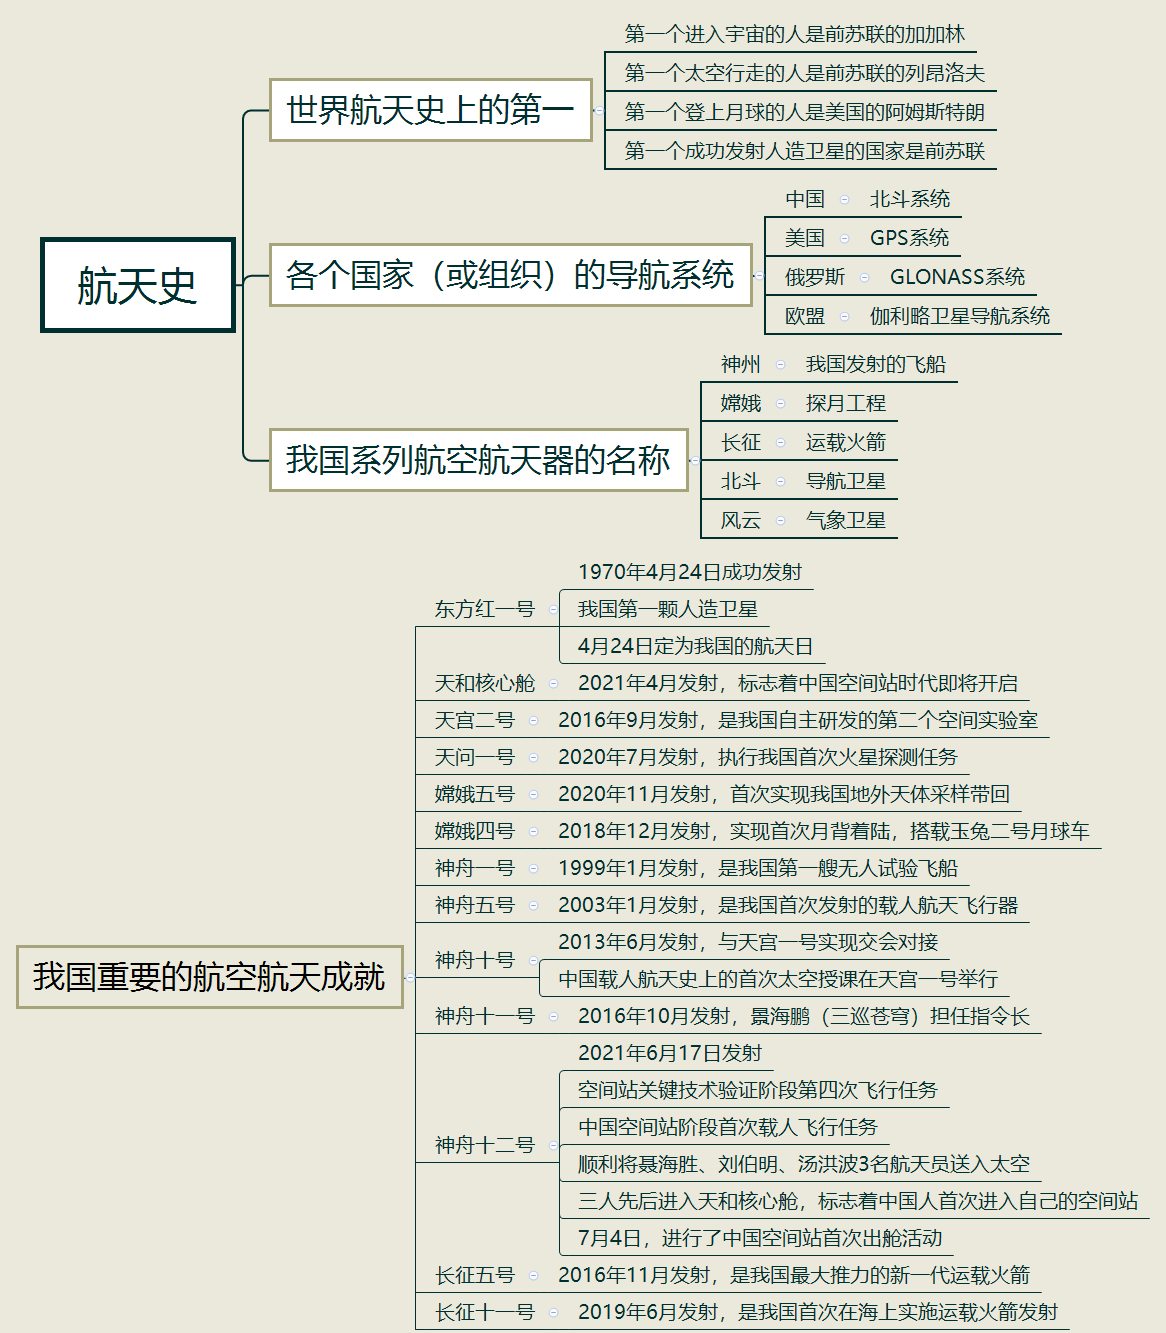 航天史
世界航天史上的第一
第一个进入宇宙的人是前苏联的加加林
第一个太空行走的人是前苏联的列昂洛夫
第一个登上月球的人是美国的阿姆斯特朗
第一个成功发射人造卫星的国家是前苏联
各个国家（或组织）的导航系统
中国 北斗系统
美国 GPS系统
俄罗斯 GLONASS系统
欧盟 伽利略卫星导航系统
我国系列航空航天器的名称
神州 我国发射的飞船
嫦娥 探月工程
长征 运载火箭
北斗 导航卫星
风云 气象卫星
我国重要的航空航天成就
东方红一号
1970年4月24日成功发射
我国第一颗人造卫星
4月24日定为我国的航天日
天和核心舱 2021年4月发射，标志着中国空间站时代即将开启
天宫二号 2016年9月发射，是我国自主研发的第二个空间实验室
天问一号 2020年7月发射，执行我国首次火星探测任务
嫦娥五号 2020年11月发射，首次实现我国地外天体采样带回
嫦娥四号 2018年12月发射，实现首次月背着陆，搭载玉兔二号月球车
神舟一号 1999年1月发射，是我国第一艘无人试验飞船
神舟五号 2003年1月发射，是我国首次发射的载人航天飞行器
神舟十号
2013年6月发射，与天宫一号实现交会对接
中国载人航天史上的首次太空授课在天宫一号举行
神舟十一号 2016年10月发射，景海鹏（三巡苍穹）担任指令长
神舟十二号
2021年6月17日发射
空间站关键技术验证阶段第四次飞行任务
中国空间站阶段首次载人飞行任务
顺利将聂海胜、刘伯明、汤洪波3名航天员送入太空
三人先后进入天和核心舱，标志着中国人首次进入自己的空间站
7月4日，进行了中国空间站首次出舱活动
长征五号 2016年11月发射，是我国最大推力的新一代运载火箭
长征十一号 2019年6月发射，是我国首次在海上实施运载火箭发射